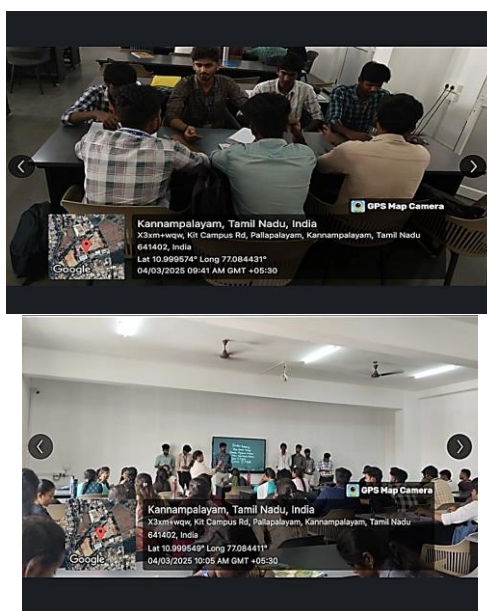 GPS Map Camera
Kannampalayam, Tamil Nadu, India
X3xm+wqw, Kit Campus Rd, Pallapalayam, Kannampalayam, Tamil Nadu
641402, India
Lat 10.999574° Long 77.084431°
04/03/2025 09:41 AM GMT +05:30
Google
GPS Map Camera
Kannampalayam, Tamil Nadu, India
X3xm+wqw, Kit Campus Rd, Pallapalayam, Kannampalayam, Tamil Nadu
641402, India
Lat 10.999549° Long 77.084411°
04/03/2025 10:05 AM GMT +05:30
Google